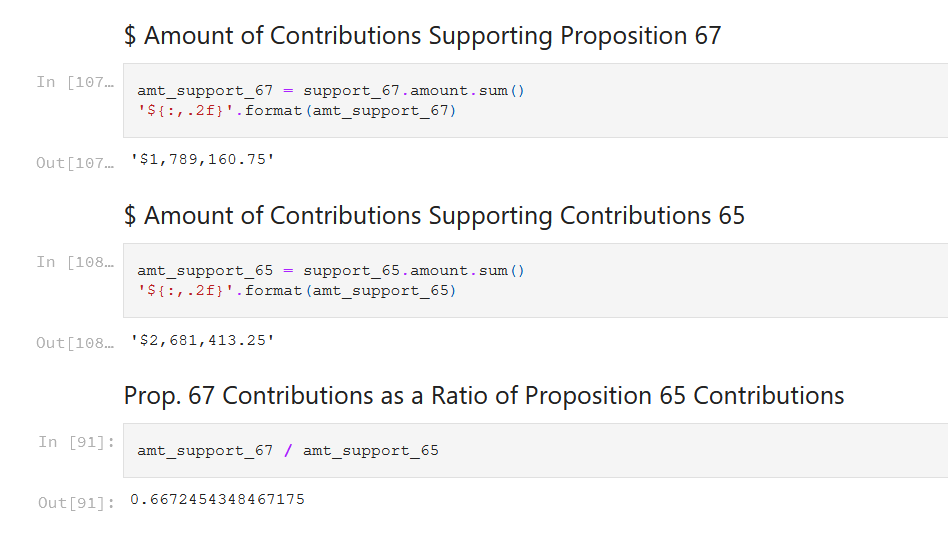 $ Amount of Contributions Supporting Proposition 67
In [107…
amt_support_67 = support_67.amount.sum()
'${:,.2f}'.format(amt_support_67)
Out[107…
'$1,789,160.75'
$ Amount of Contributions Supporting Contributions 65
In [108…
amt_support_65 = support_65.amount.sum()
'${:,.2f}'.format(amt_support_65)
Out[108…
'$2,681,413.25'
Prop. 67 Contributions as a Ratio of Proposition 65 Contributions
In [91]:
amt_support_67 / amt_support_65
Out[91]:
0.6672454348467175